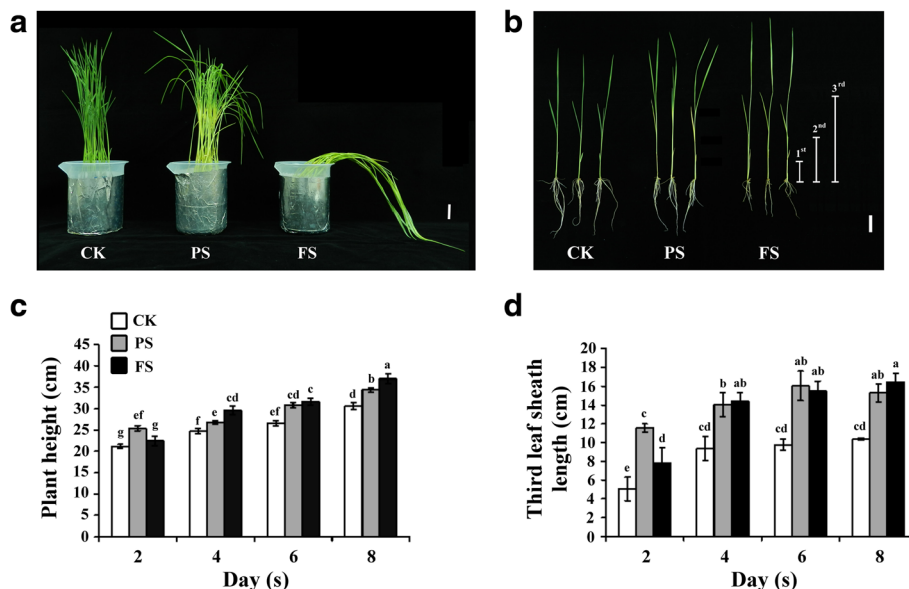 a
CK
PS
FS
b
CK
PS
FS
1st
2nd
3rd
c
CK
PS
FS
Plant height (cm)
45
40
35
30
25
20
15
10
5
0
g ef g
f e cd
ef c c
d b a
2 4 6 8
Day (s)
d
Third leaf sheath
length (cm)
20
18
16
14
12
10
8
6
4
2
0
e c d
cd b ab
cd ab ab
cd ab a
2 4 6 8
Day (s)